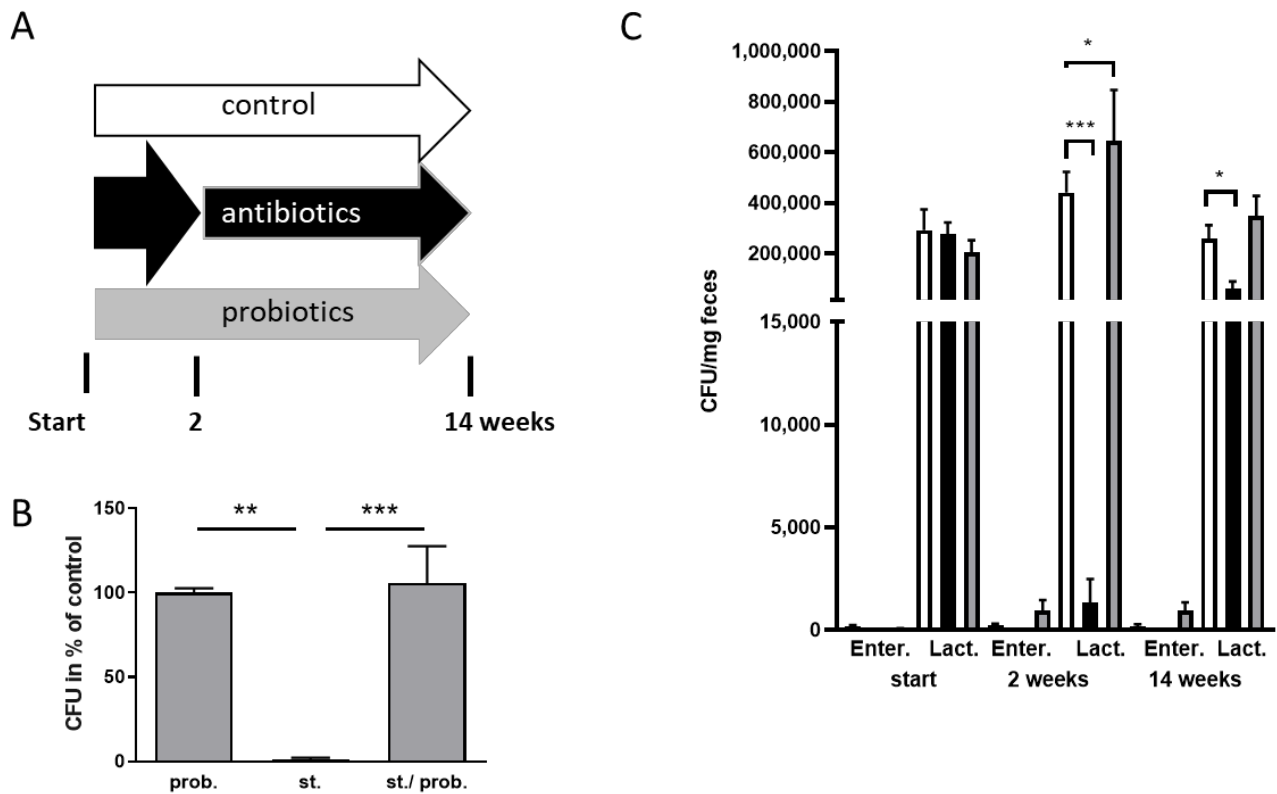 A
control
antibiotics
probiotics
Start
2
14 weeks
B
CFU in % of control
150
100
50
0
**
***
prob.
st.
st./ prob.
C
CFU/mg feces
1,000,000
800,000
600,000
400,000
200,000
15,000
10,000
5,000
0
*
***
*
Enter. Lact. Enter. Lact. Enter. Lact.
start 2 weeks 14 weeks